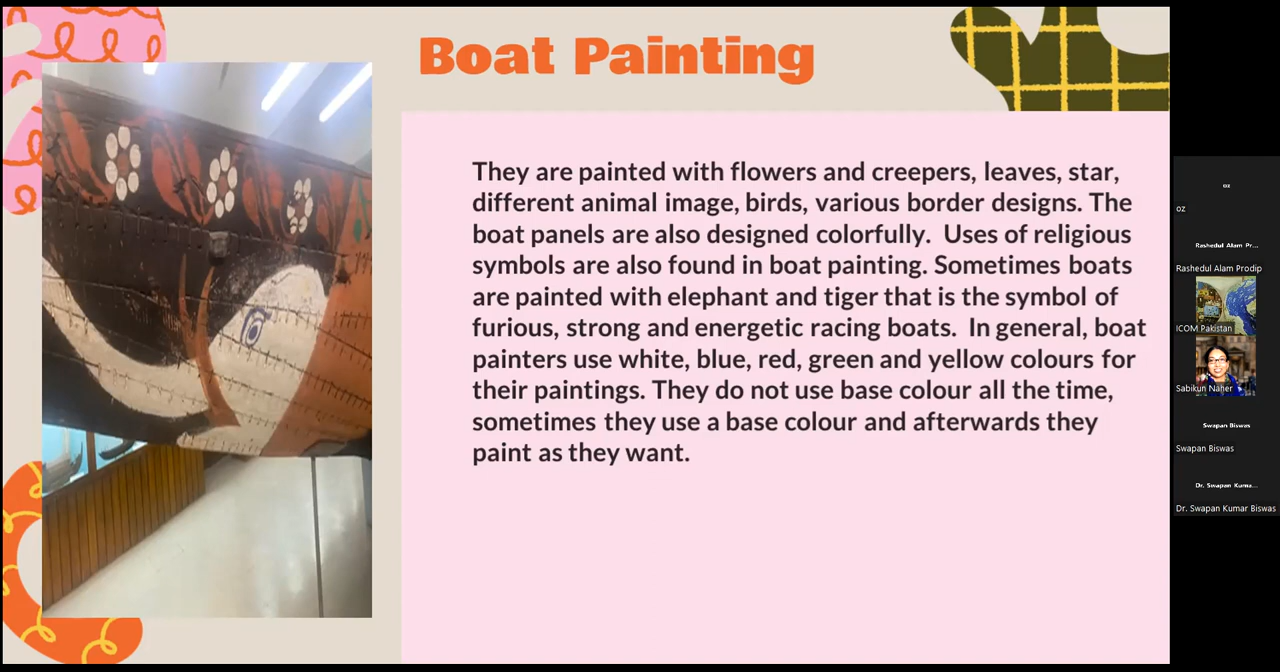 Boat Painting
They are painted with flowers and creepers, leaves, star,
different animal image, birds, various border designs. The
boat panels are also designed colorfully.  Uses of religious
symbols are also found in boat painting. Sometimes boats
are painted with elephant and tiger that is the symbol of
furious, strong and energetic racing boats.  In general, boat
painters use white, blue, red, green and yellow colours for
their paintings. They do not use base colour all the time,
sometimes they use a base colour and afterwards they
paint as they want.
oz
oz
Rashedul Alam Pr...
Rashedul Alam Prodip
ICOM Pakistan
Sabikun Naher
Swapan Biswas
Swapan Biswas
Dr. Swapan Kuma...
Dr. Swapan Kumar Biswas